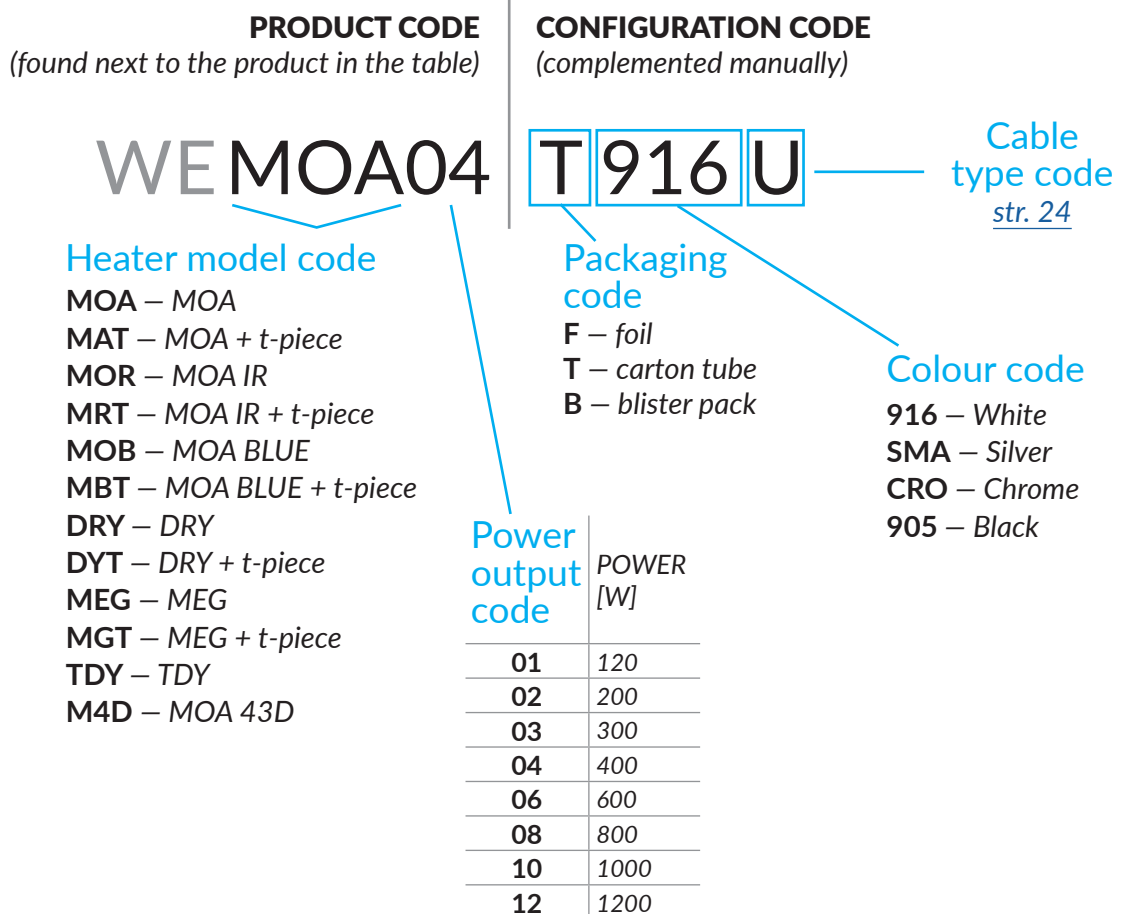 PRODUCT CODE
(found next to the product in the table)
CONFIGURATION CODE
(complemented manually)
WEMOA04
T916U
Cable
type code
str. 24
Heater model code
MOA – MOA
MAT – MOA + t-piece
MOR – MOA IR
MRT – MOA IR + t-piece
MOB – MOA BLUE
MBT – MOA BLUE + t-piece
DRY – DRY
DYT – DRY + t-piece
MEG – MEG
MGT – MEG + t-piece
TDY – TDY
M4D – MOA 43D
Packaging
code
F – foil
T – carton tube
B – blister pack
Colour code
916 – White
SMA – Silver
CRO – Chrome
905 – Black
Power
output
code
POWER
[W]
01 120
02 200
03 300
04 400
06 600
08 800
10 1000
12 1200